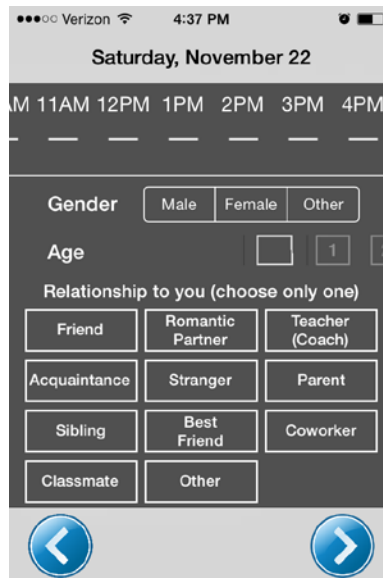 Verizon 4:37 PM
Saturday, November 22
AM 11AM 12PM 1PM 2PM 3PM 4PM
Gender Male Female Other
Age 1
Relationship to you (choose only one)
Friend Romantic Partner Teacher (Coach)
Acquaintance Stranger Parent
Sibling Best Friend Coworker
Classmate Other